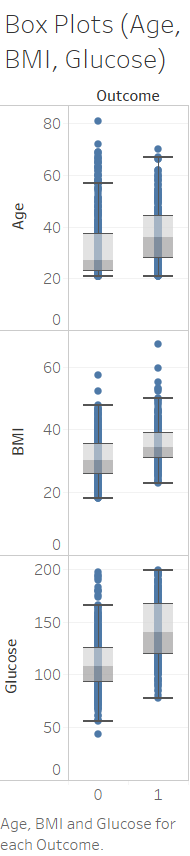 Box Plots (Age,
BMI, Glucose)
Outcome
80
60
Age
40
20
0
60
BMI
40
20
0
200
150
Glucose
100
50
0
0 1
Age, BMI and Glucose for
each Outcome.